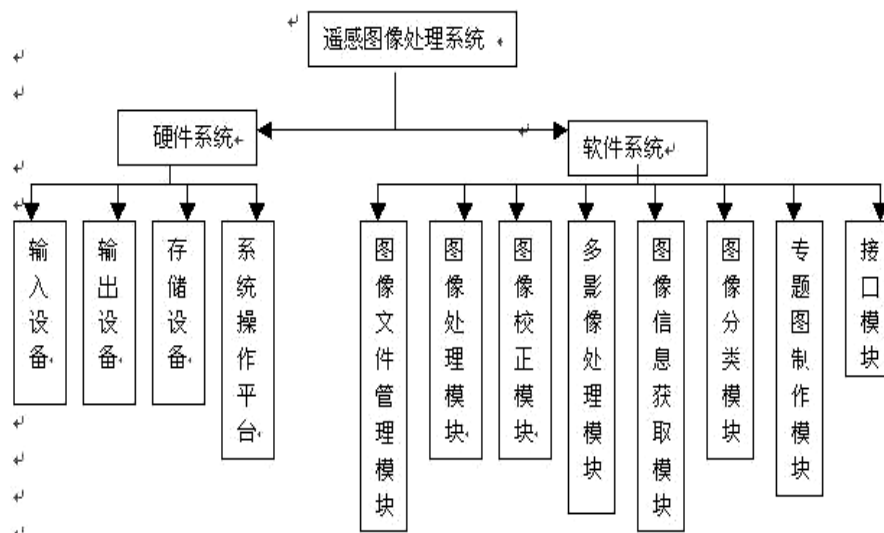 遥感图像处理系统
硬件系统
软件系统
输入设备
输出设备
存储设备
系统操作平台
图像文件管理模块
图像处理模块
图像校正模块
多影像处理模块
图像信息获取模块
图像分类模块
专题图制作模块
接口模块